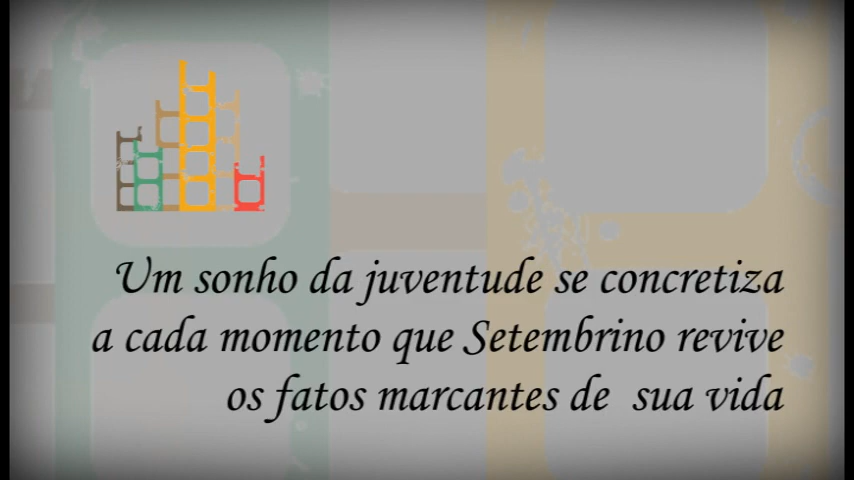 Um sonho da juventude se concretiza
a cada momento que Setembrino revive
os fatos marcantes de sua vida